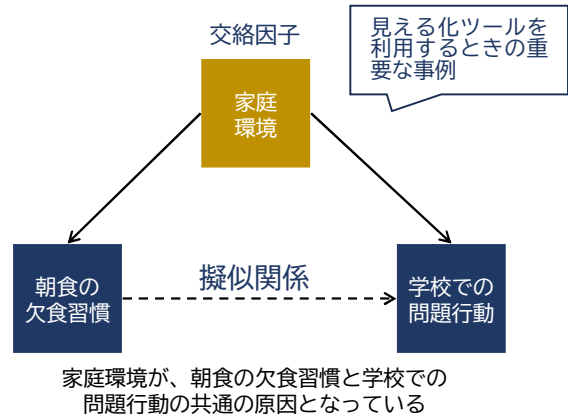 交絡因子
見える化ツールを
利用するときの重
要な事例
家庭
環境
朝食の
欠食習慣
擬似関係
学校での
問題行動
家庭環境が、朝食の欠食習慣と学校での
問題行動の共通の原因となっている